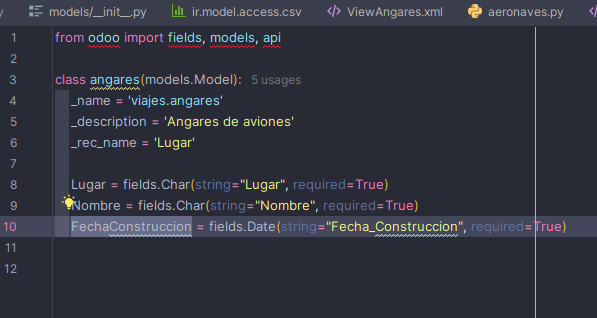 models/__init__.py ir.model.access.csv ViewAngares.xml aeronaves.py
1 from odoo import fields, models, api
2
3 class angares(models.Model): 5 usages
4 _name = 'viajes.angares'
5 _description = 'Angares de aviones'
6 _rec_name = 'Lugar'
7
8 Lugar = fields.Char(string="Lugar", required=True)
9 Nombre = fields.Char(string="Nombre", required=True)
10 FechaConstruccion = fields.Date(string="Fecha_Construccion", required=True)
11
12